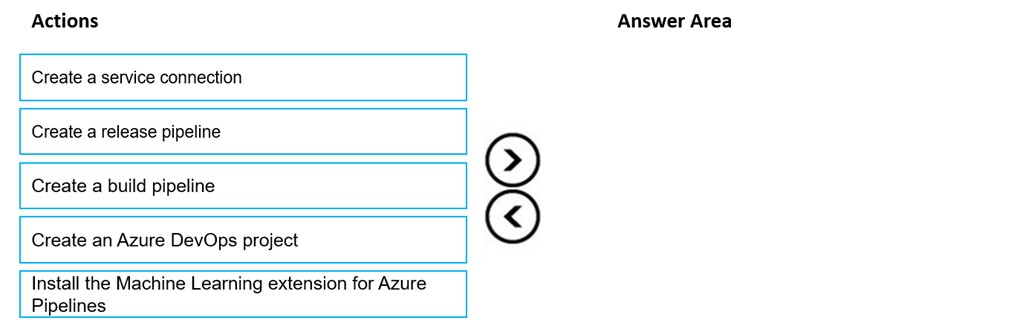 Actions
Answer Area
Create a service connection
Create a release pipeline
Create a build pipeline
Create an Azure DevOps project
Install the Machine Learning extension for Azure
Pipelines